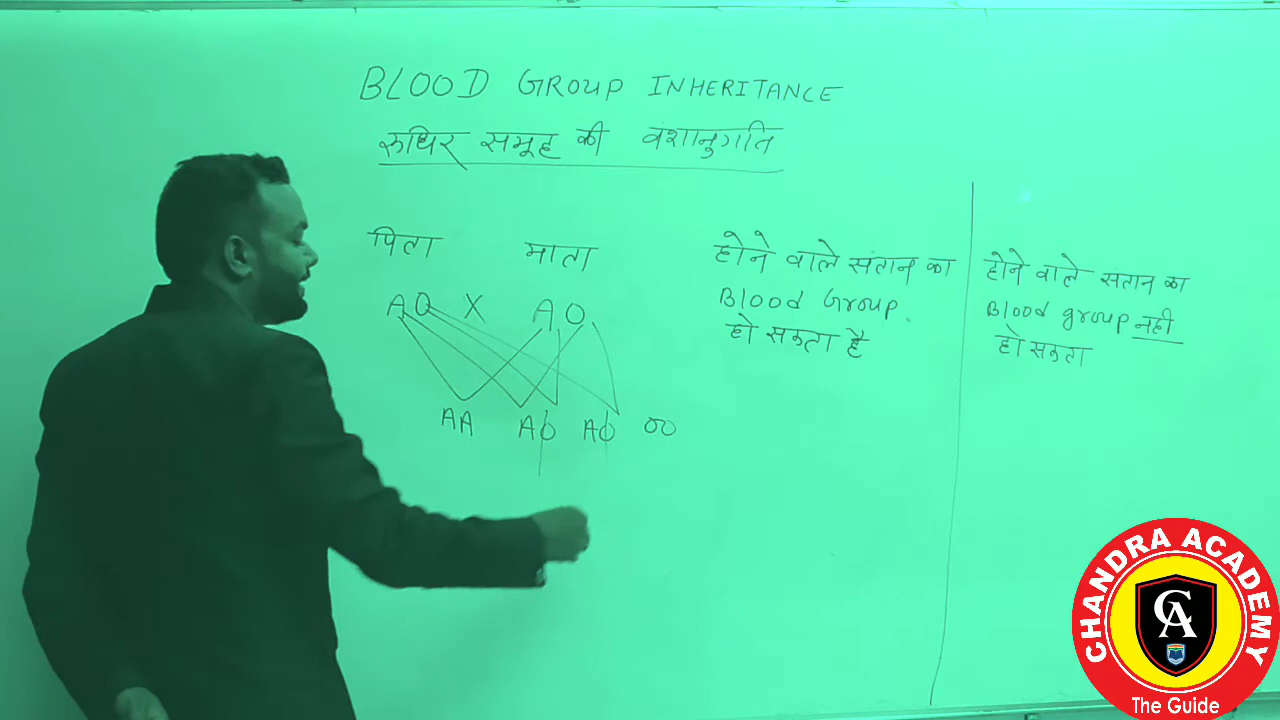 BLOOD GROUP INHERITANCE
रुधिर समूह की वंशानुगति
पिता माता
AO X AO
AA AO AO OO
होने वाले संतान का
Blood Group
हो सकता है
होने वाले संतान का
Blood group नही
हो सकता
CHANDRA ACADEMY
CA
The Guide